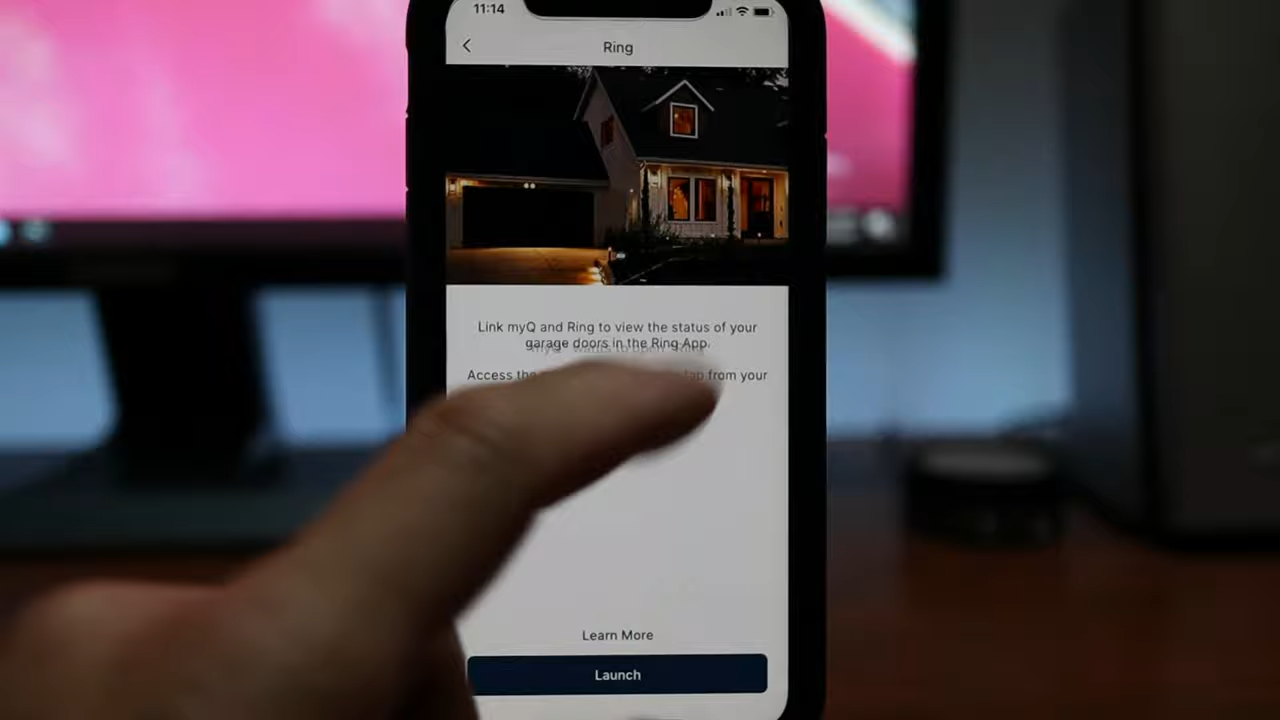 11:14
Ring
Link myQ and Ring to view the status of your
garage doors in the Ring App.
Access the tap from your
Learn More
Launch